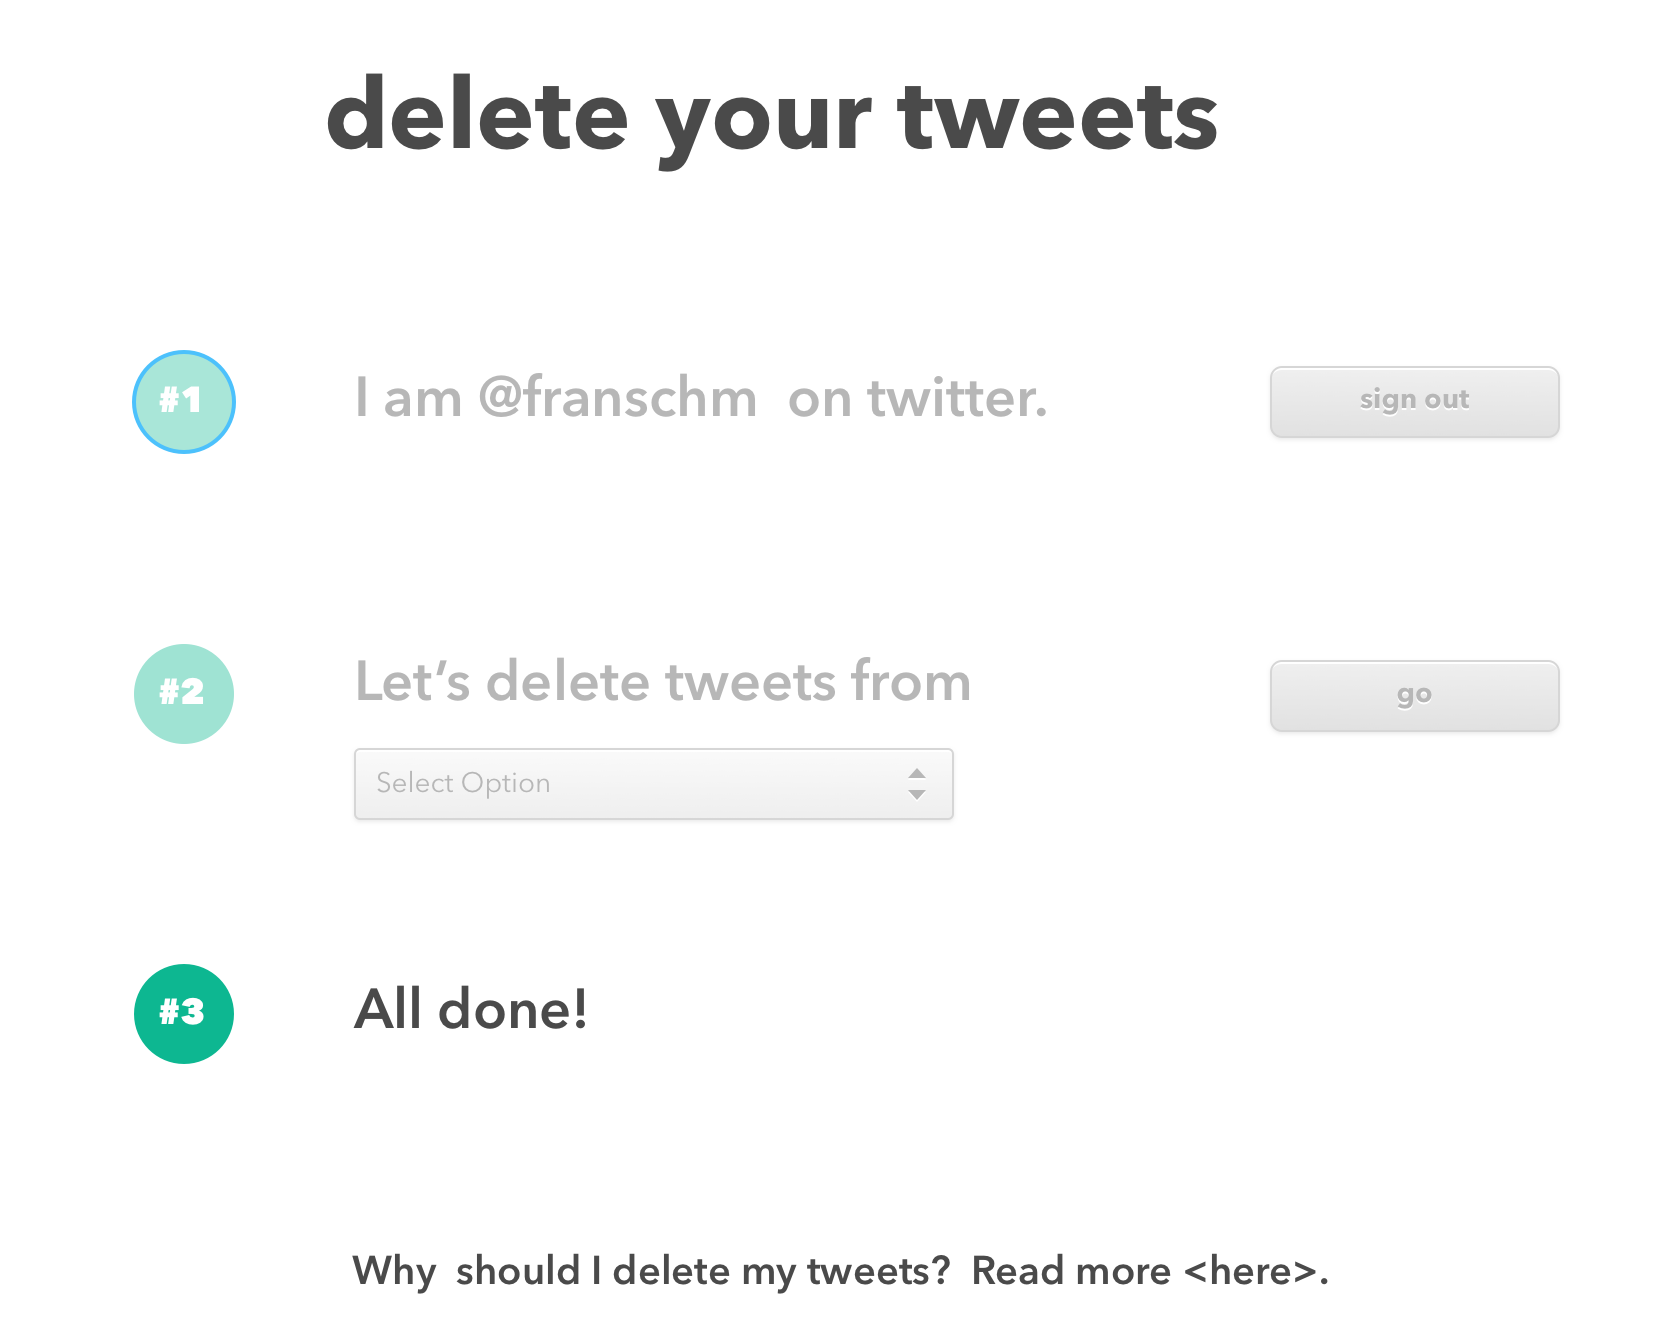 delete your tweets
#1 I am @franschm on twitter. sign out
#2 Let’s delete tweets from go
Select Option
#3 All done!
Why should I delete my tweets? Read more <here>.